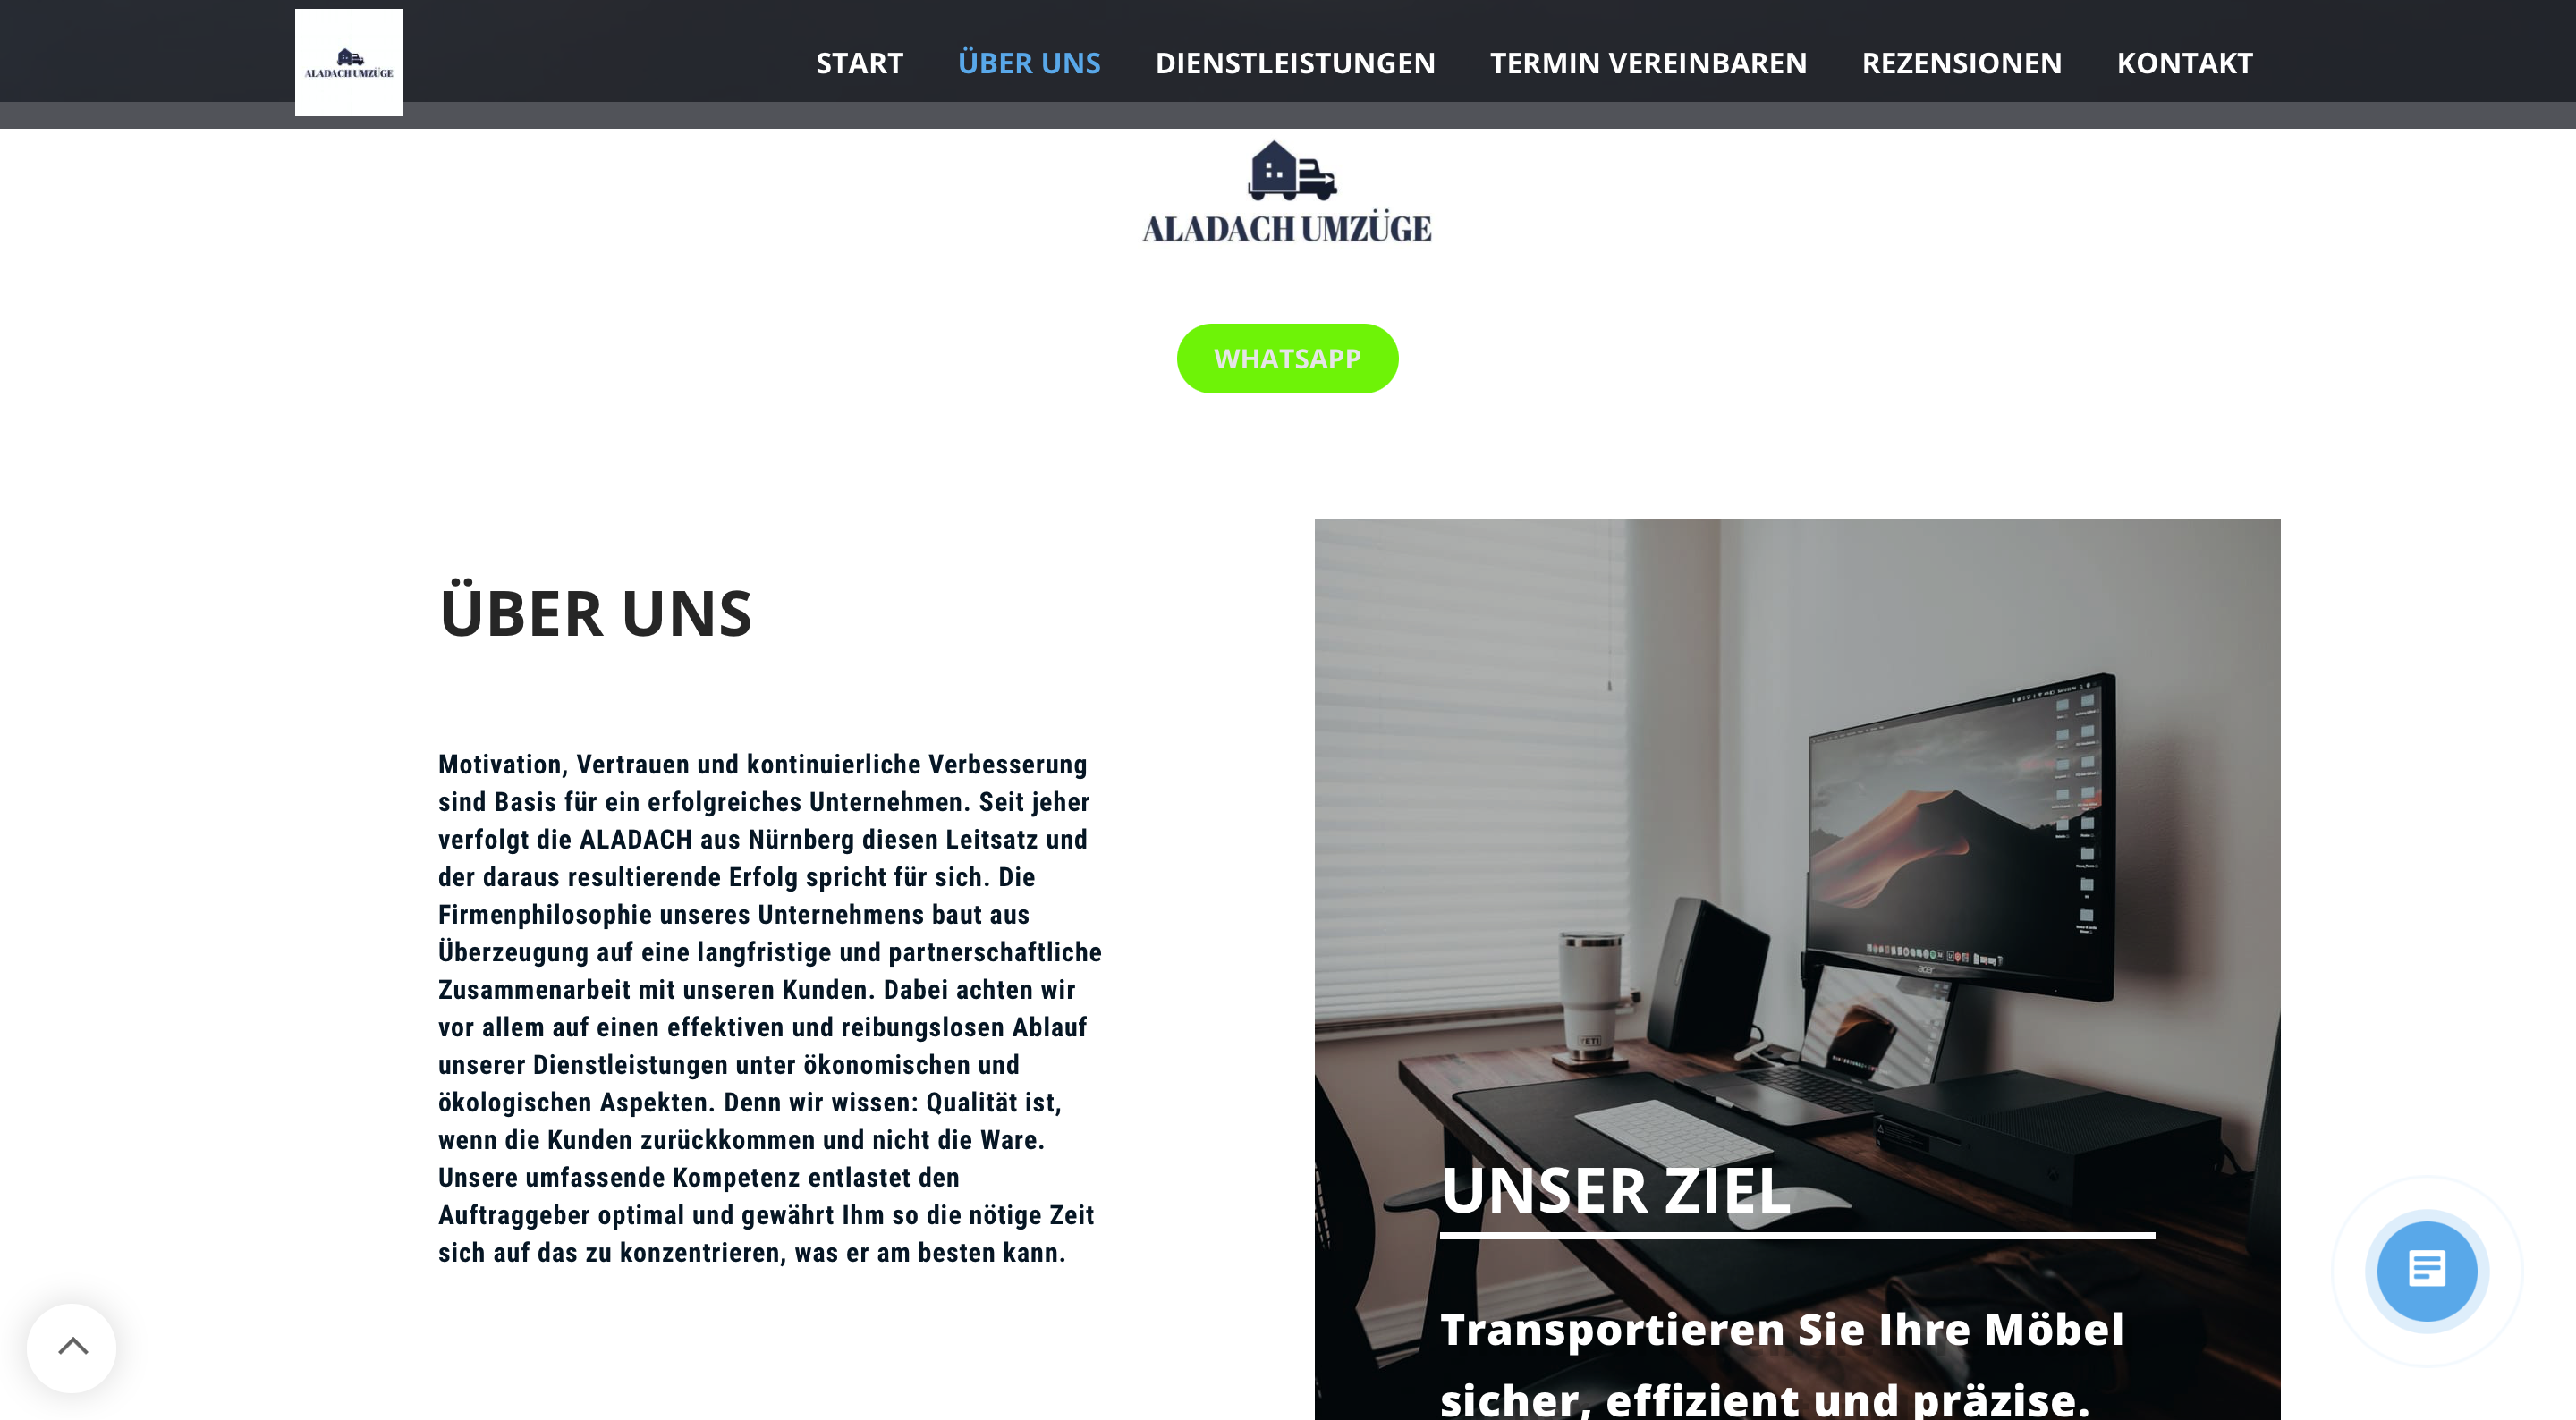 ALADACH UMZÜGE
START ÜBER UNS DIENSTLEISTUNGEN TERMIN VEREINBAREN REZENSIONEN KONTAKT
ALADACH UMZÜGE
WHATSAPP
ÜBER UNS
Motivation, Vertrauen und kontinuierliche Verbesserung
sind Basis für ein erfolgreiches Unternehmen. Seit jeher
verfolgt die ALADACH aus Nürnberg diesen Leitsatz und
der daraus resultierende Erfolg spricht für sich. Die
Firmenphilosophie unseres Unternehmens baut aus
Überzeugung auf eine langfristige und partnerschaftliche
Zusammenarbeit mit unseren Kunden. Dabei achten wir
vor allem auf einen effektiven und reibungslosen Ablauf
unserer Dienstleistungen unter ökonomischen und
ökologischen Aspekten. Denn wir wissen: Qualität ist,
wenn die Kunden zurückkommen und nicht die Ware.
Unsere umfassende Kompetenz entlastet den
Auftraggeber optimal und gewährt Ihm so die nötige Zeit
sich auf das zu konzentrieren, was er am besten kann.
acer
YETI
UNSER ZIEL
Transportieren Sie Ihre Möbel
sicher, effizient und präzise.